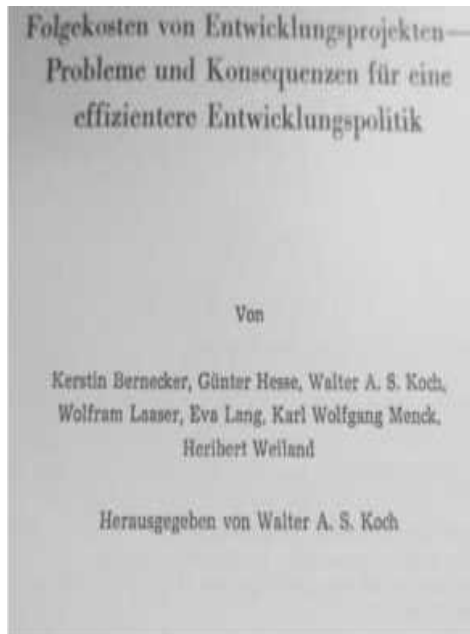 Folgekosten von Entwicklungsprojekten—
Probleme und Konsequenzen für eine
effizientere Entwicklungspolitik
Von
Kerstin Bernecker, Günter Hesse, Walter A. S. Koch,
Wolfram Laaser, Eva Lang, Karl Wolfgang Menck,
Heribert Weiland
Herausgegeben von Walter A. S. Koch